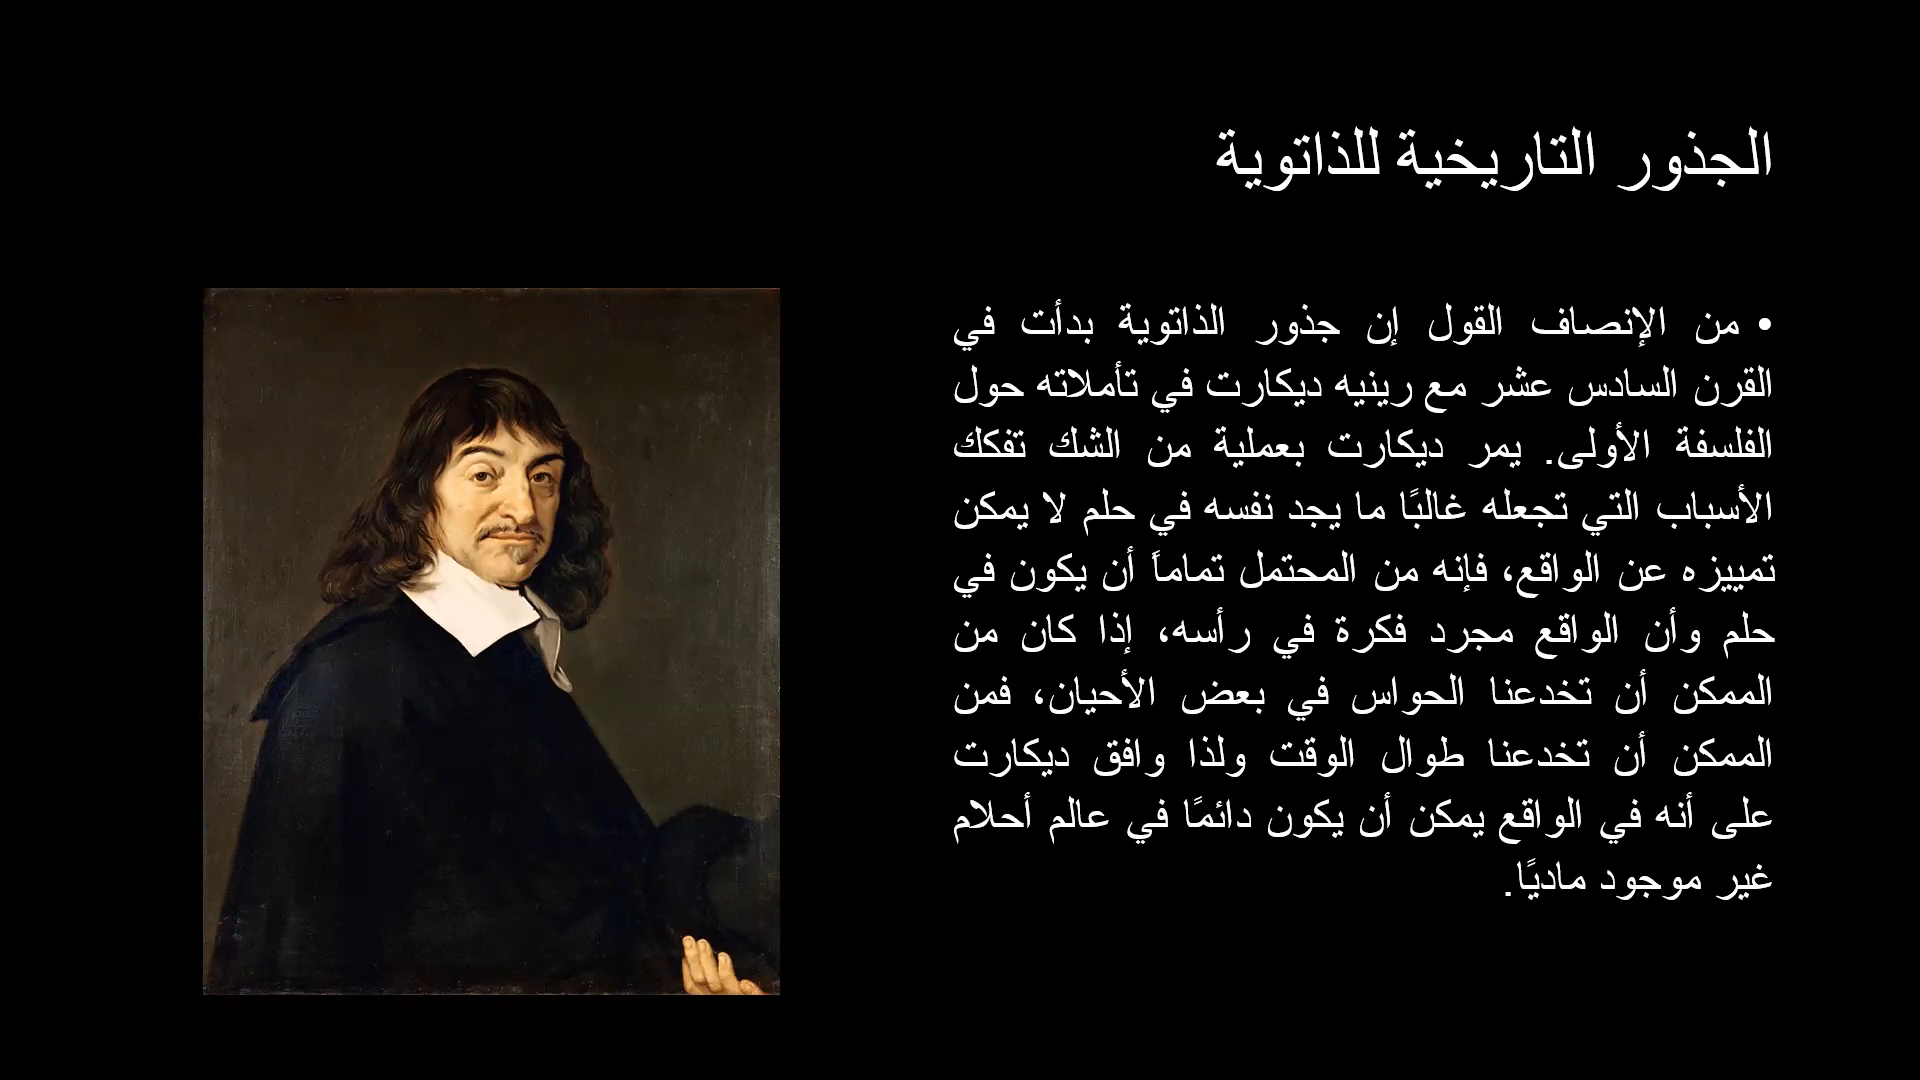 الجذور التاريخية للذاتوية
• من الإنصاف القول إن جذور الذاتوية بدأت في
القرن السادس عشر مع رينيه ديكارت في تأملاته حول
الفلسفة الأولى. يمر ديكارت بعملية من الشك تفكك
الأسباب التي تجعله غالبًا ما يجد نفسه في حلم لا يمكن
تمييزه عن الواقع، فإنه من المحتمل تماماً أن يكون في
حلم وأن الواقع مجرد فكرة في رأسه، إذا كان من
الممكن أن تخدعنا الحواس في بعض الأحيان، فمن
الممكن أن تخدعنا طوال الوقت ولذا وافق ديكارت
على أنه في الواقع يمكن أن يكون دائمًا في عالم أحلام
غير موجود ماديًا.